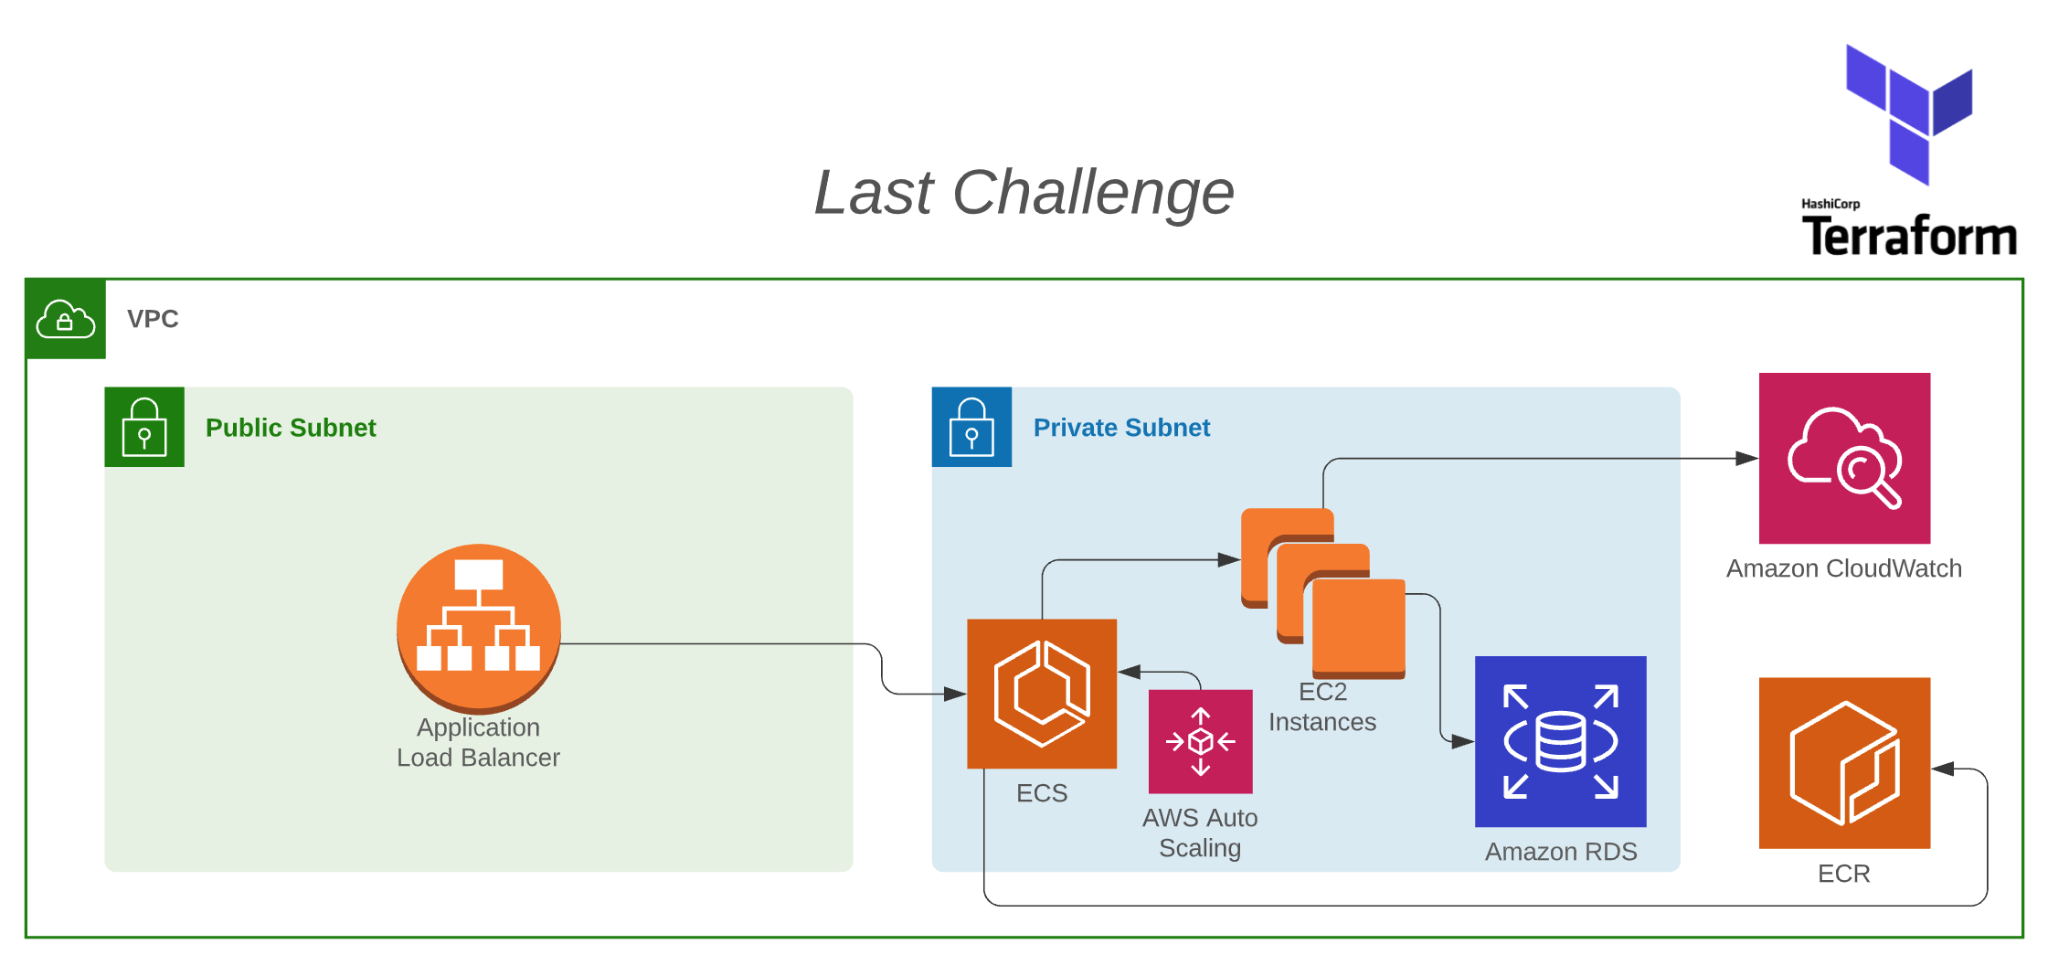 HashiCorp
Terraform
Last Challenge
VPC
Public Subnet
Private Subnet
Application
Load Balancer
ECS
AWS Auto
Scaling
EC2
Instances
Amazon RDS
Amazon CloudWatch
ECR